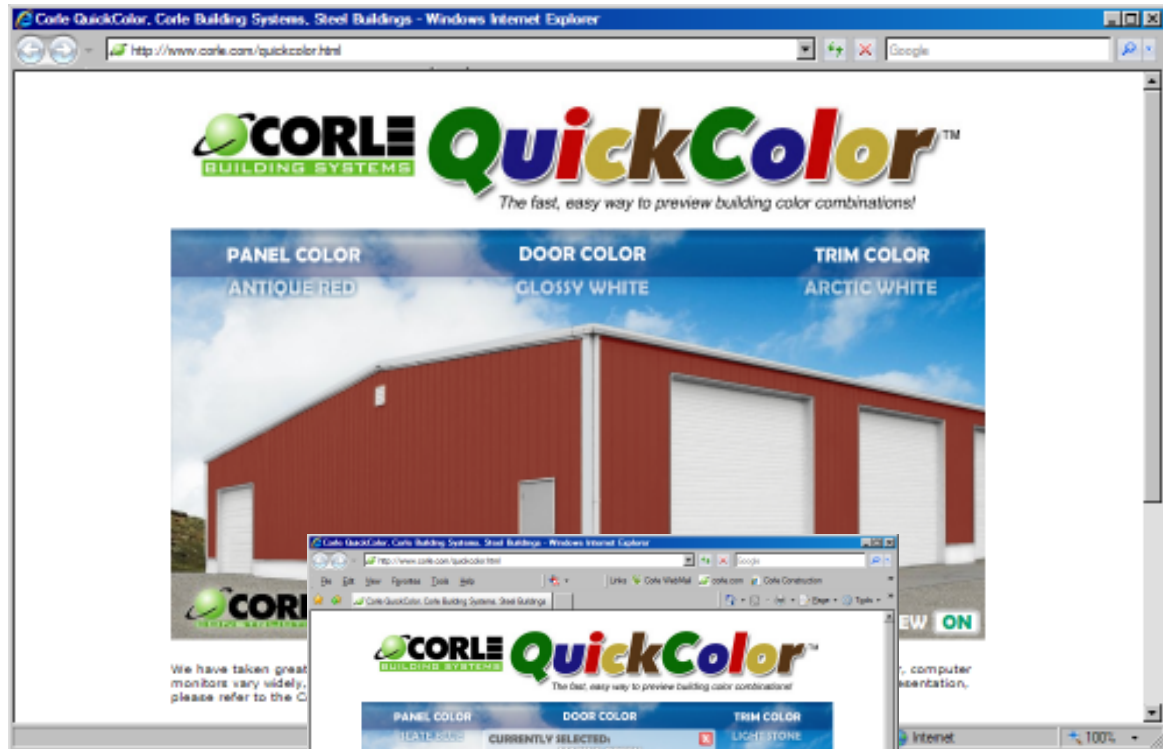 Corle QuickColor, Corle Building Systems, Steel Buildings - Windows Internet Explorer
http://www.corle.com/quickcolor.html
Google
CORLE
BUILDING SYSTEMS
QuickColor™
The fast, easy way to preview building color combinations!
PANEL COLOR DOOR COLOR TRIM COLOR
ANTIQUE RED GLOSSY WHITE ARCTIC WHITE
EW ON
We have taken great
, computer
monitors vary widely,
esentation,
please refer to the C
Internet 100%
Corle QuickColor, Corle Building Systems, Steel Buildings - Windows Internet Explorer
http://www.corle.com/quickcolor.html
Google
File Edit View Favorites Tools Help
Links Corle WebMail corle.com Corle Construction
Corle QuickColor, Corle Building Systems, Steel Buildings
Page Tools
CORLE
BUILDING SYSTEMS
QuickColor™
The fast, easy way to preview building color combinations!
PANEL COLOR DOOR COLOR TRIM COLOR
SLATE BLUE LIGHT STONE
CURRENTLY SELECTED: